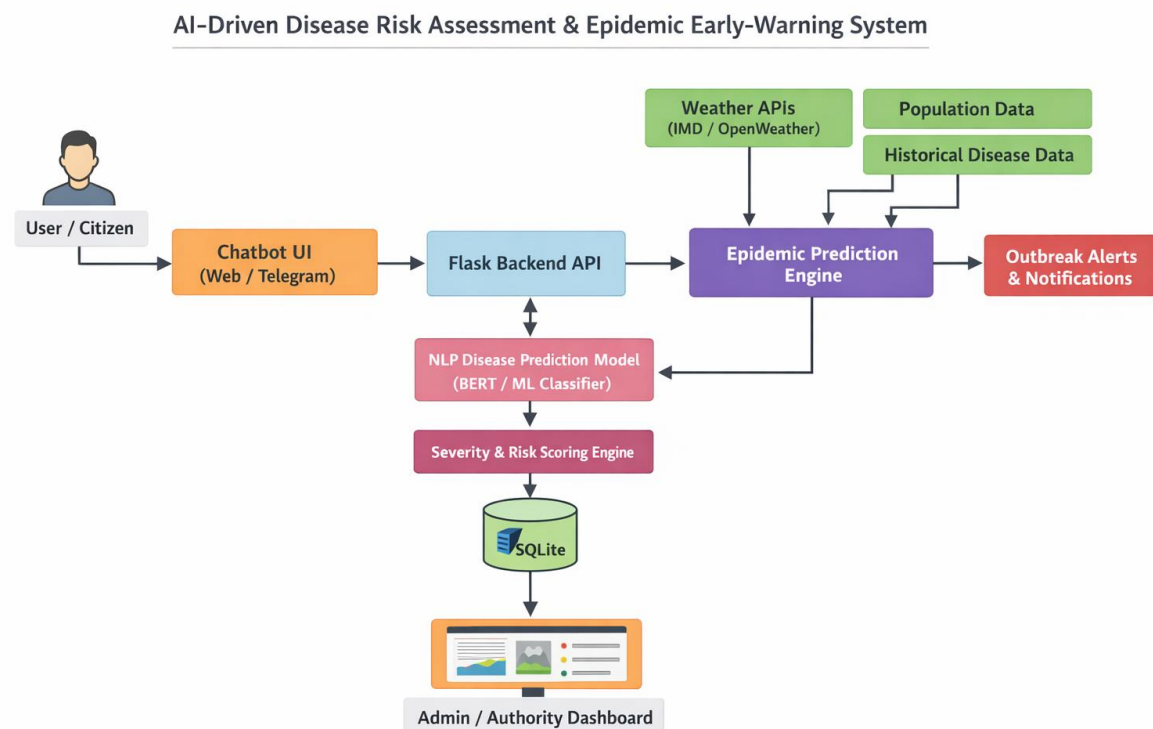 AI-Driven Disease Risk Assessment & Epidemic Early-Warning System
Weather APIs
(IMD / OpenWeather)
Population Data
Historical Disease Data
User / Citizen
Chatbot UI
(Web / Telegram)
Flask Backend API
Epidemic Prediction
Engine
Outbreak Alerts
& Notifications
NLP Disease Prediction Model
(BERT / ML Classifier)
Severity & Risk Scoring Engine
SQLite
Admin / Authority Dashboard